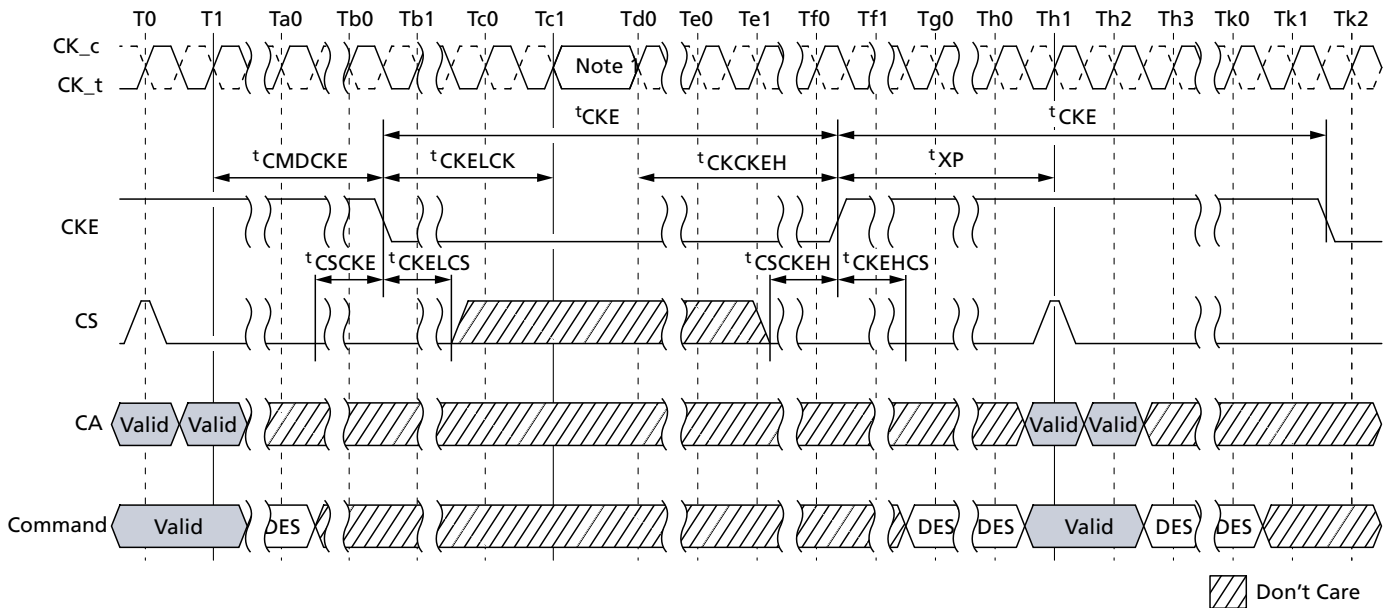 T0 T1 Ta0 Tb0 Tb1 Tc0 Tc1 Td0 Te0 Te1 Tf0 Tf1 Tg0 Th0 Th1 Th2 Th3 Tk0 Tk1 Tk2
CK_c
CK_t
Note 1
tCKE tCKE
tCMDCKE tCKELCK tCKCKEH tXP
CKE
tCSCKE tCKELCS tCSCKEH tCKEHCS
CS
CA Valid Valid Valid Valid
Command Valid DES DES DES Valid DES DES
Don't Care